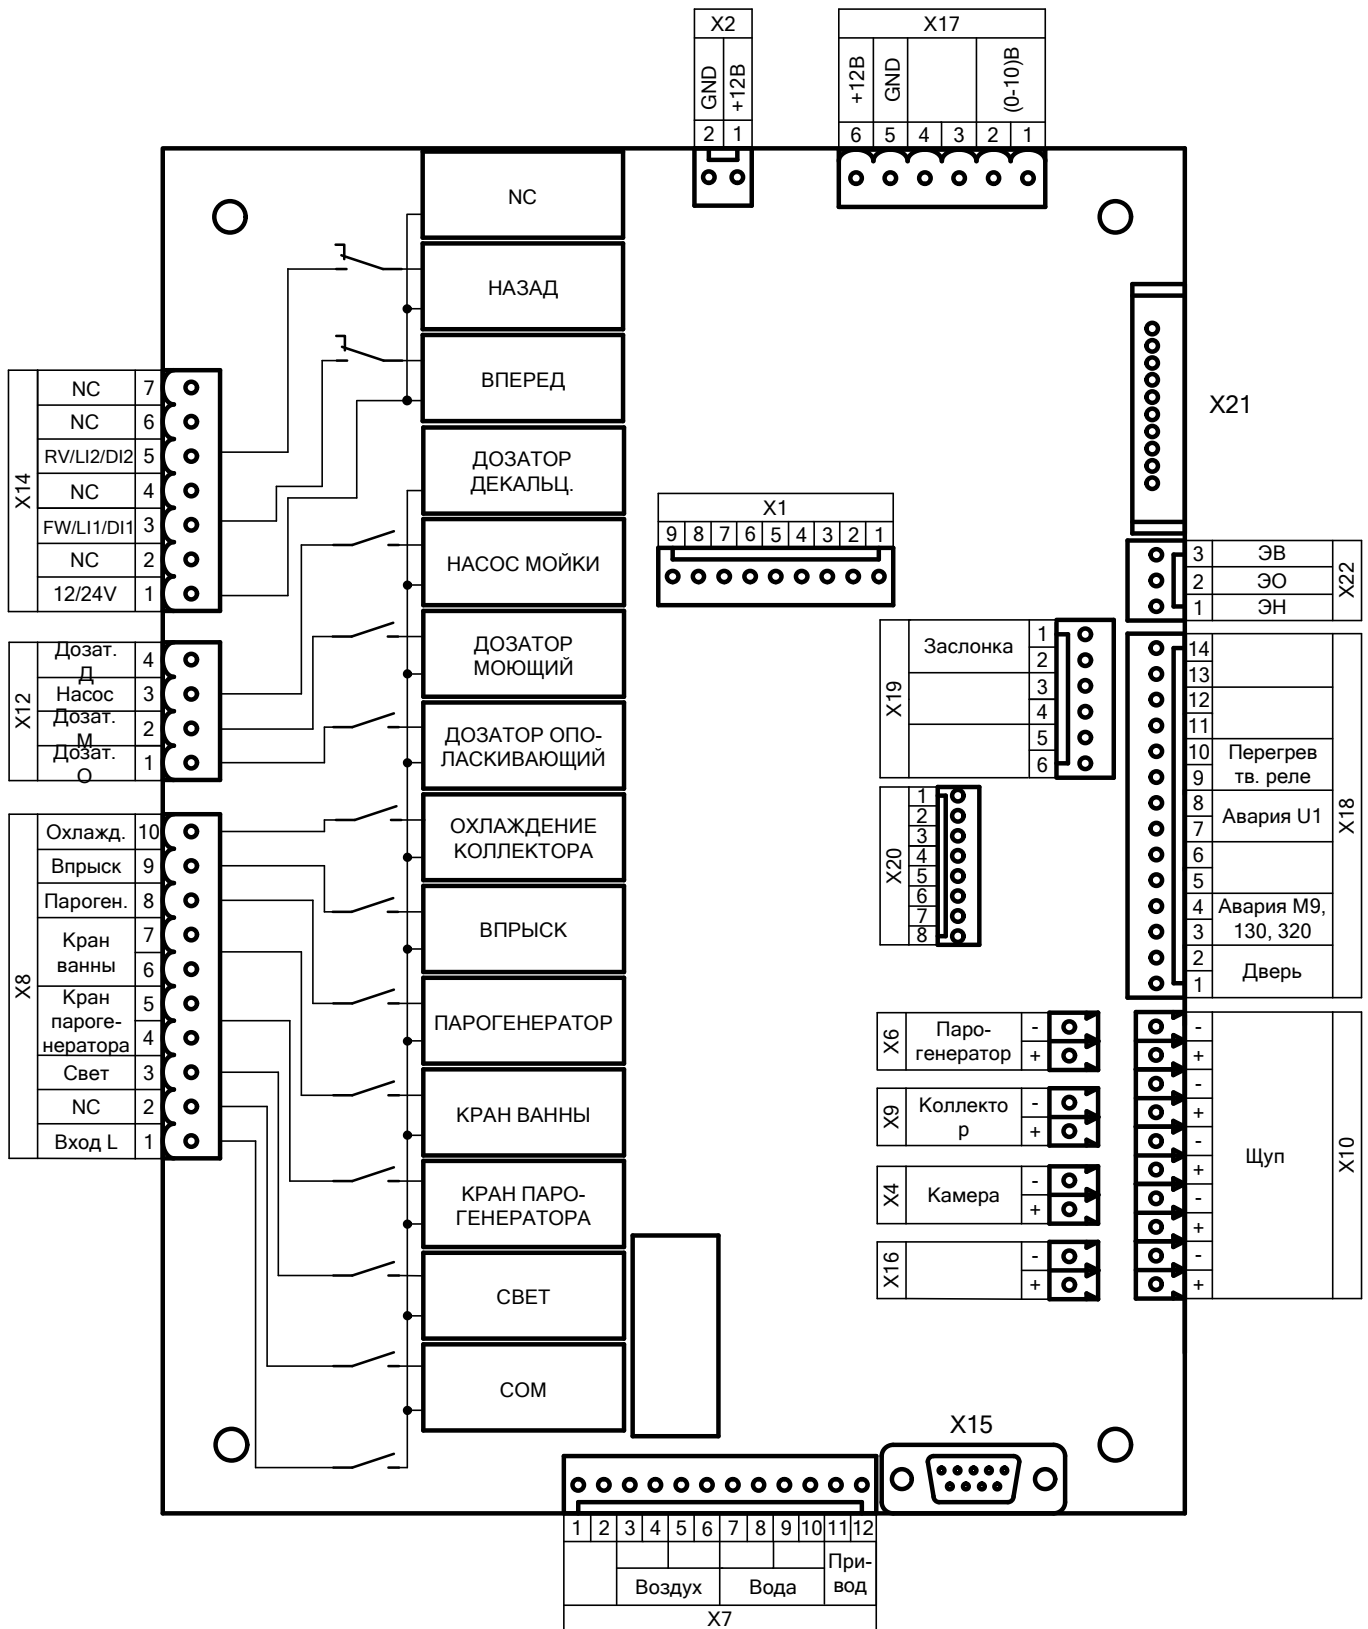 X2
X17
GND
+12В
+12В
GND
(0-10)В
2 1
6 5 4 3 2 1
NC
НАЗАД
ВПЕРЕД
ДОЗАТОР
ДЕКАЛЬЦ.
НАСОС МОЙКИ
ДОЗАТОР
МОЮЩИЙ
ДОЗАТОР ОПО-
ЛАСКИВАЮЩИЙ
ОХЛАЖДЕНИЕ
КОЛЛЕКТОРА
ВПРЫСК
ПАРОГЕНЕРАТОР
КРАН ВАННЫ
КРАН ПАРО-
ГЕНЕРАТОРА
СВЕТ
COM
X14
NC 7
NC 6
RV/LI2/DI2 5
NC 4
FW/LI1/DI1 3
NC 2
12/24V 1
X12
Дозат.
Д 4
Насос 3
Дозат.
М 2
Дозат.
О 1
X8
Охлажд. 10
Впрыск 9
Пароген. 8
Кран
ванны
7
6
Кран
пароге-
нератора
5
4
Свет 3
NC 2
Вход L 1
X1
9 8 7 6 5 4 3 2 1
X21
3 ЭВ
2 ЭО
1 ЭН
X22
X19
Заслонка
1
2
3
4
5
6
X20
1
2
3
4
5
6
7
8
14
13
12
11
10
9
Перегрев
тв. реле
8
7
Авария U1
6
5
4
3
Авария М9,
130, 320
2
1
Дверь
X18
X6
Паро-
генератор
-
+
X9
Коллекто
р
-
+
X4
Камера
-
+
X16
-
+
-
+
-
+
-
+
-
+
-
+
Щуп
X10
X15
1 2 3 4 5 6 7 8 9 10 11 12
Воздух
Вода
При-
вод
X7